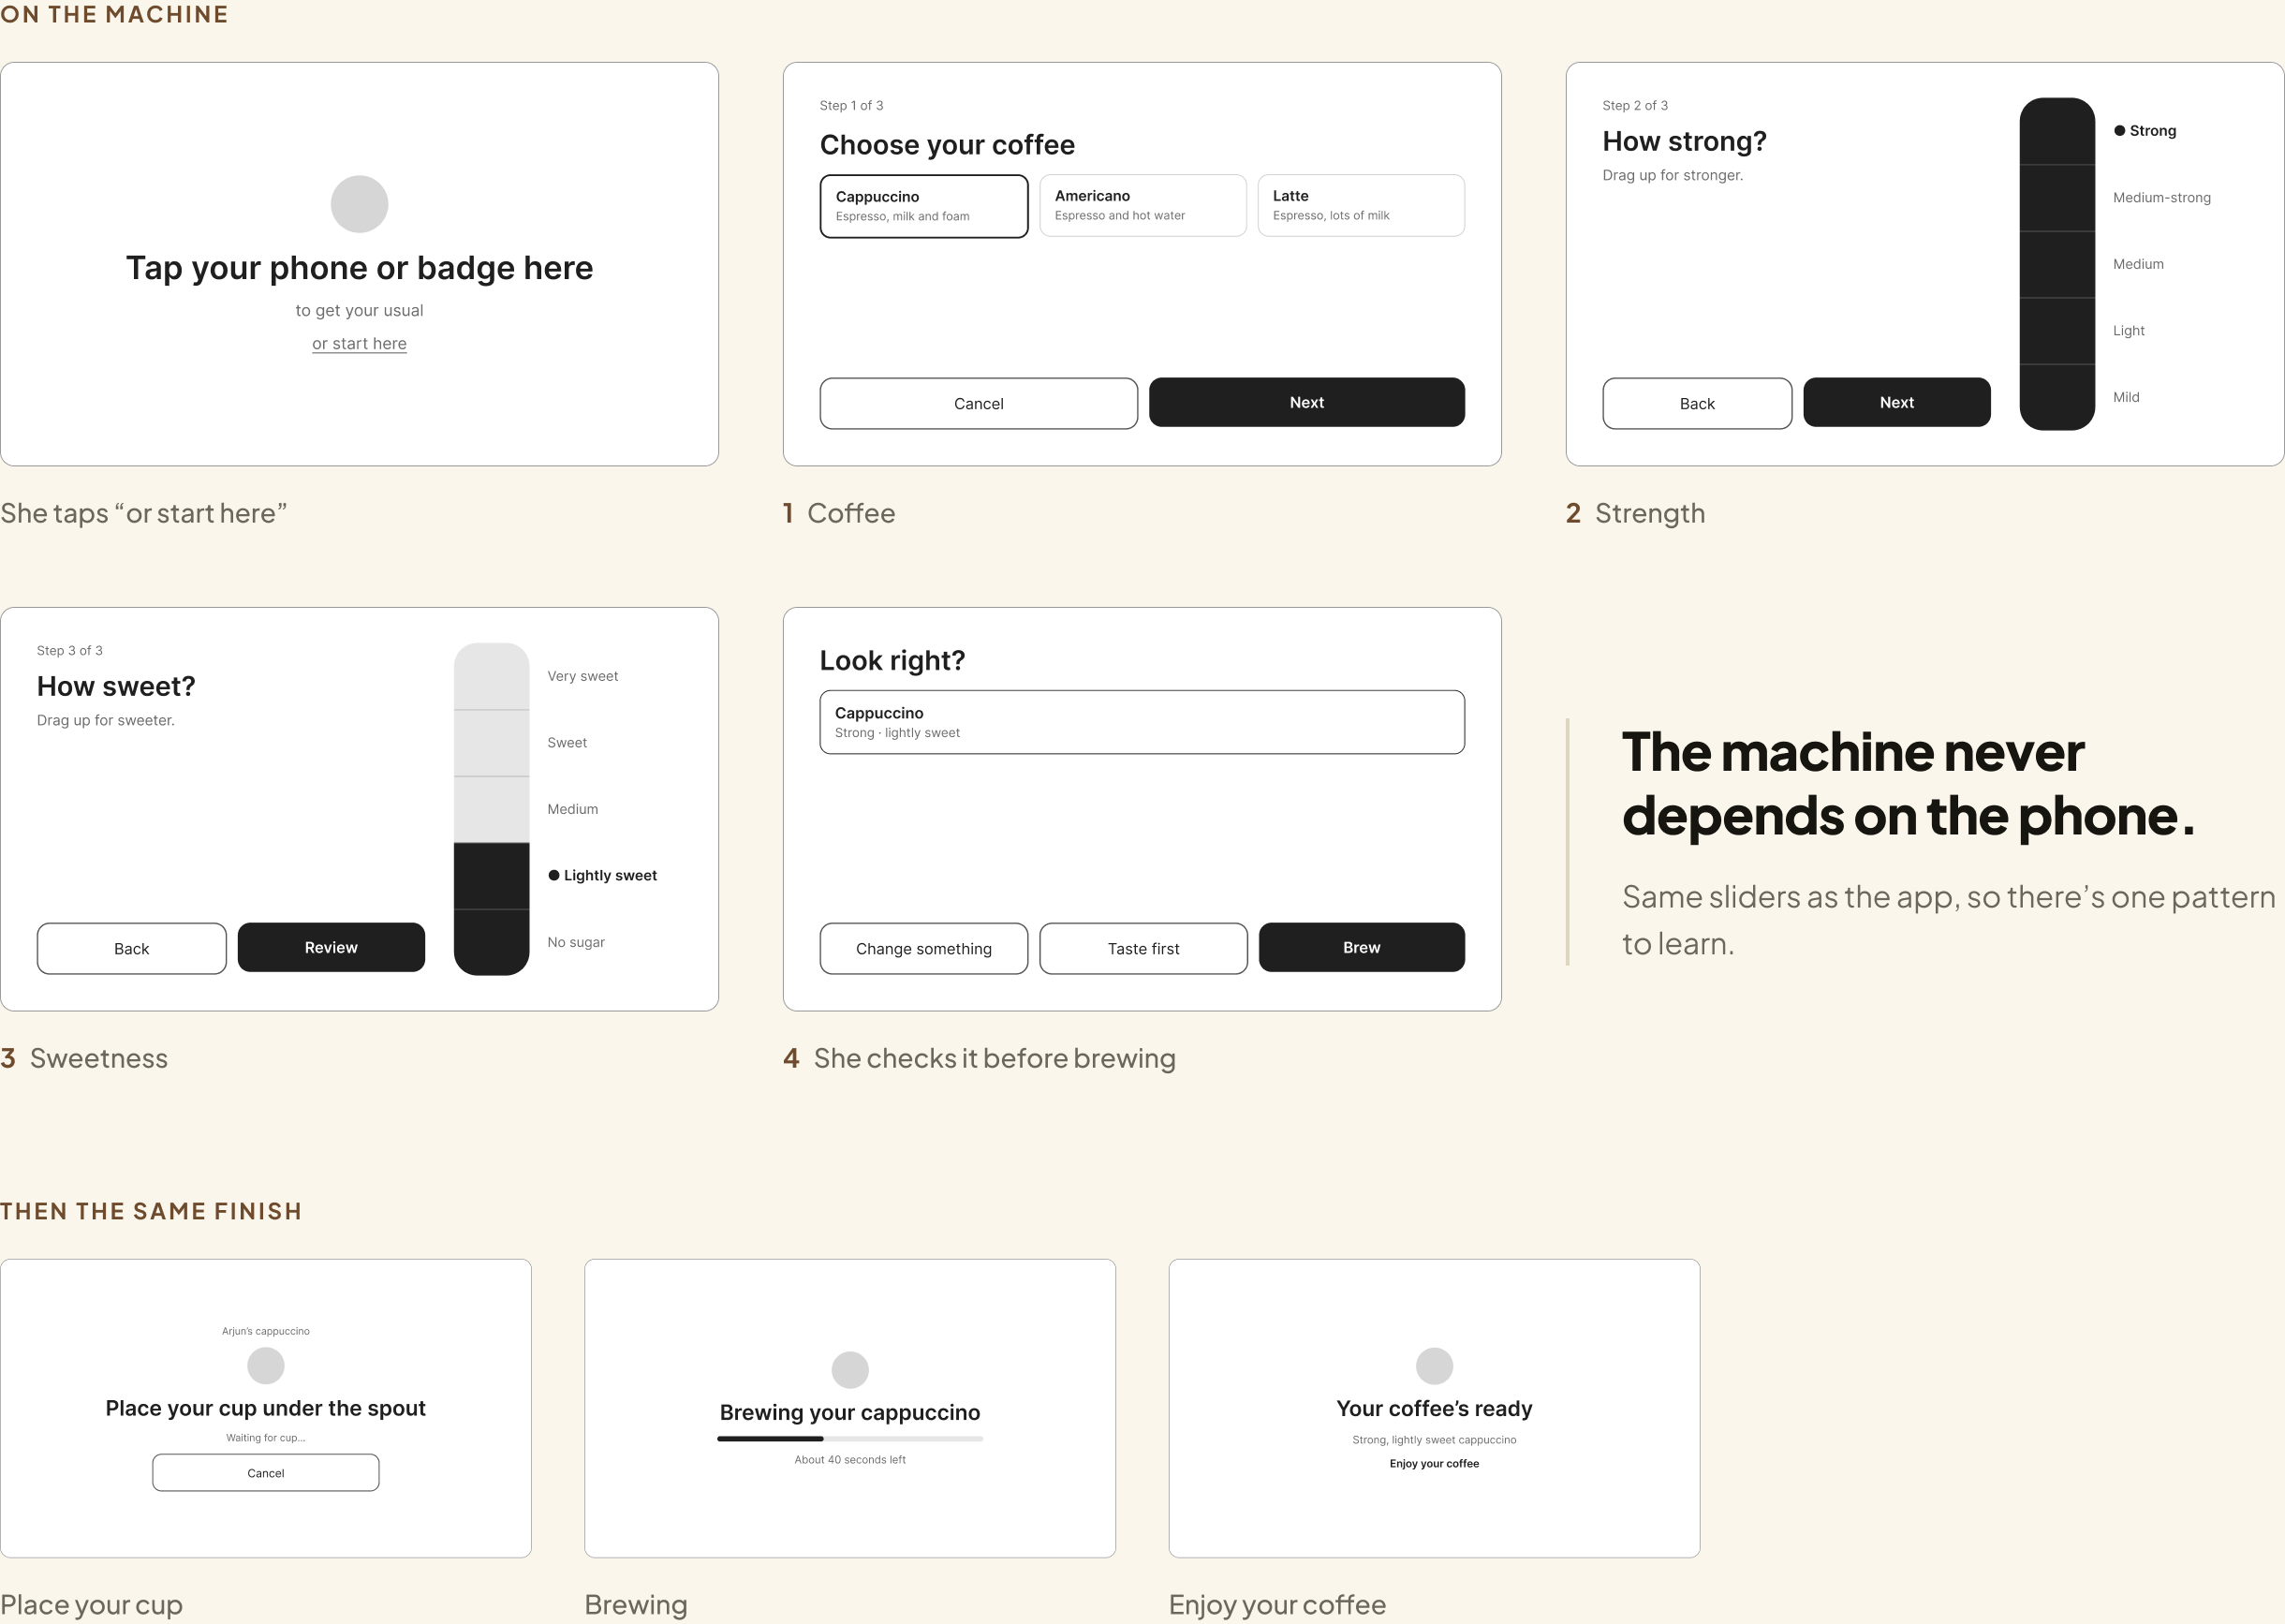 ON THE MACHINE
Tap your phone or badge here
to get your usual
or start here
She taps “or start here”
Step 1 of 3
Choose your coffee
Cappuccino
Espresso, milk and foam
Americano
Espresso and hot water
Latte
Espresso, lots of milk
Cancel
Next
1 Coffee
Step 2 of 3
How strong?
Drag up for stronger.
Strong
Medium-strong
Medium
Light
Mild
Back
Next
2 Strength
Step 3 of 3
How sweet?
Drag up for sweeter.
Very sweet
Sweet
Medium
Lightly sweet
No sugar
Back
Review
3 Sweetness
Look right?
Cappuccino
Strong · lightly sweet
Change something
Taste first
Brew
4 She checks it before brewing
The machine never
depends on the phone.
Same sliders as the app, so there’s one pattern
to learn.
THEN THE SAME FINISH
Arjun’s cappuccino
Place your cup under the spout
Waiting for cup…
Cancel
Place your cup
Brewing your cappuccino
About 40 seconds left
Brewing
Your coffee’s ready
Strong, lightly sweet cappuccino
Enjoy your coffee
Enjoy your coffee